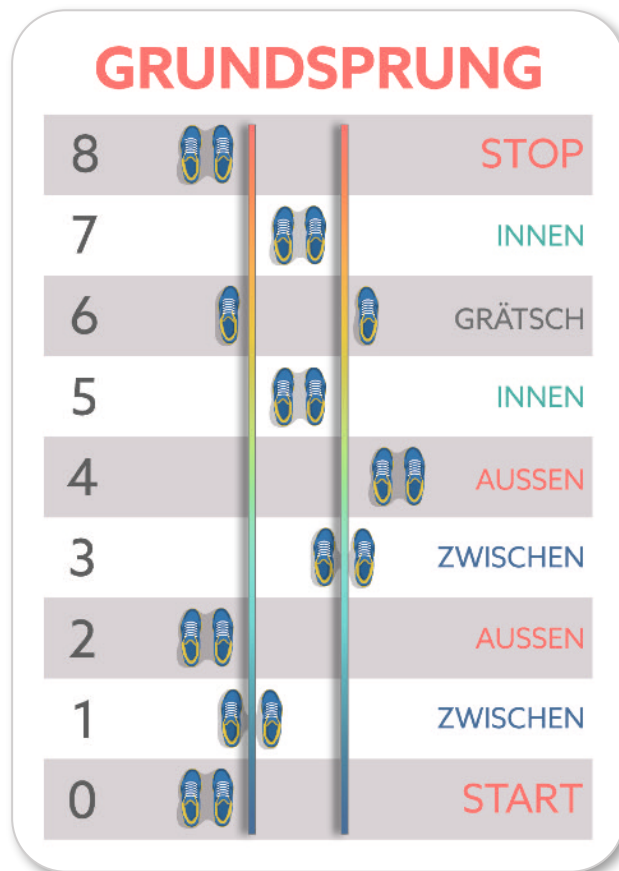 GRUNDSPRUNG
8 STOP
7 INNEN
6 GRÄTSCH
5 INNEN
4 AUSSEN
3 ZWISCHEN
2 AUSSEN
1 ZWISCHEN
0 START